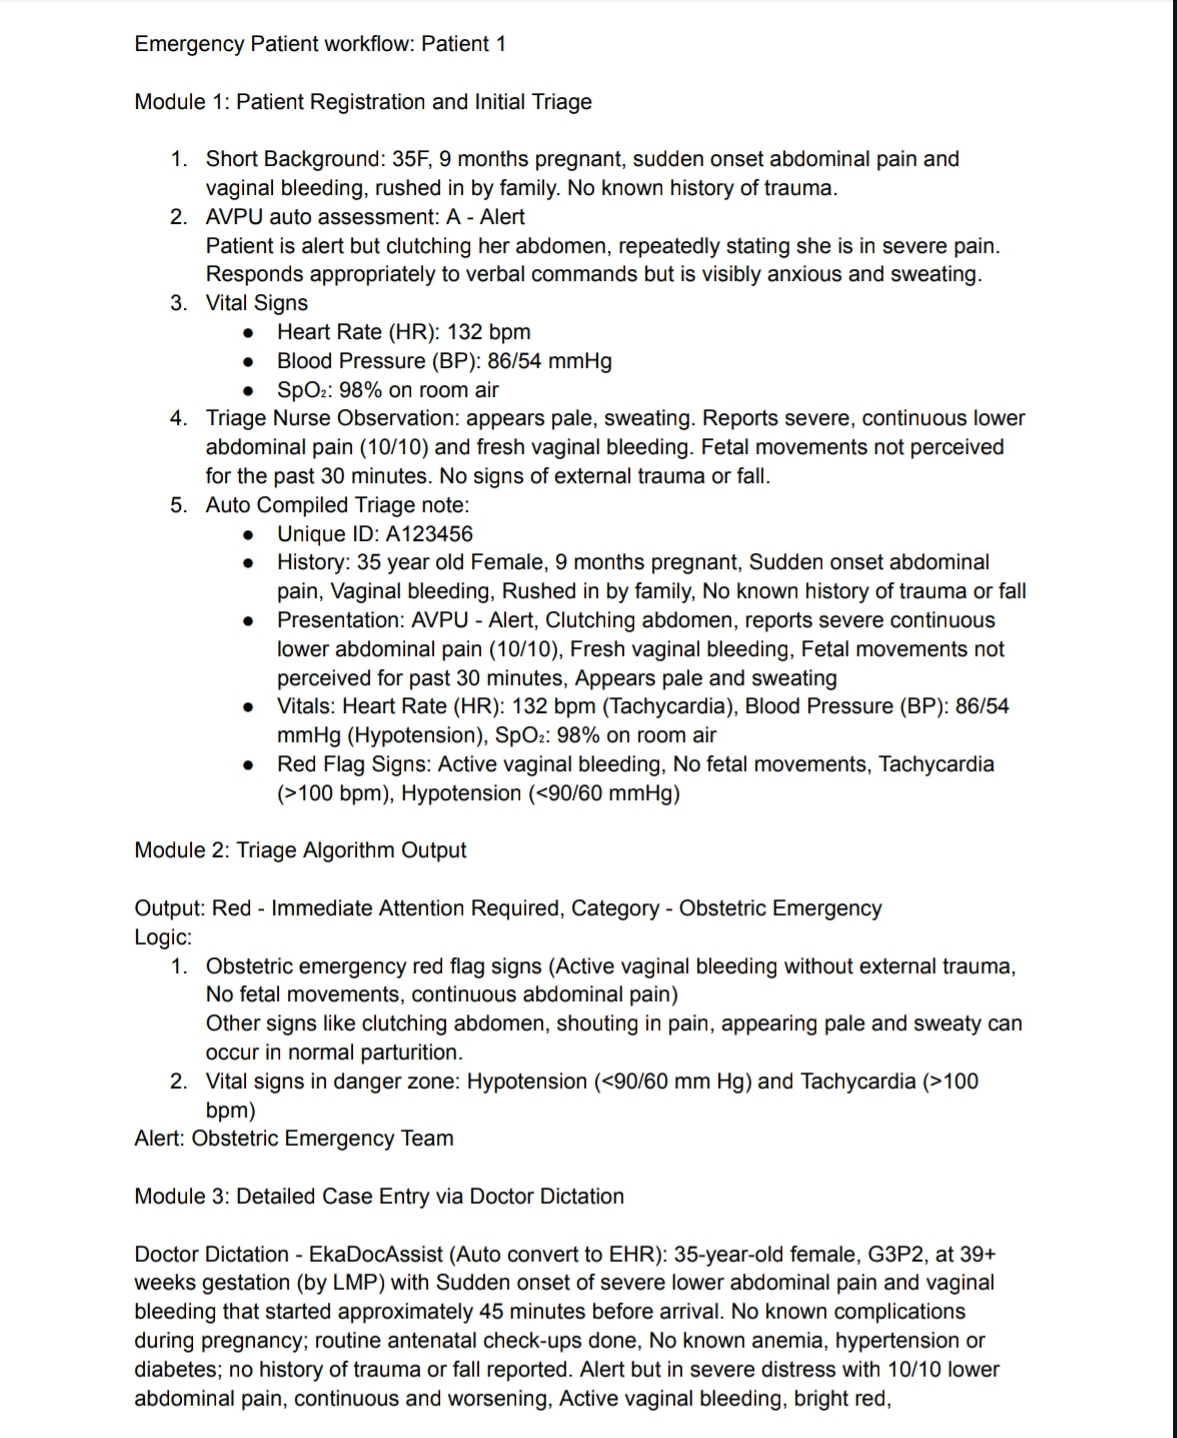 Emergency Patient workflow: Patient 1
Module 1: Patient Registration and Initial Triage
1. Short Background: 35F, 9 months pregnant, sudden onset abdominal pain and
vaginal bleeding, rushed in by family. No known history of trauma.
2. AVPU auto assessment: A - Alert
Patient is alert but clutching her abdomen, repeatedly stating she is in severe pain.
Responds appropriately to verbal commands but is visibly anxious and sweating.
3. Vital Signs
● Heart Rate (HR): 132 bpm
● Blood Pressure (BP): 86/54 mmHg
● SpO₂: 98% on room air
4. Triage Nurse Observation: appears pale, sweating. Reports severe, continuous lower
abdominal pain (10/10) and fresh vaginal bleeding. Fetal movements not perceived
for the past 30 minutes. No signs of external trauma or fall.
5. Auto Compiled Triage note:
● Unique ID: A123456
● History: 35 year old Female, 9 months pregnant, Sudden onset abdominal
pain, Vaginal bleeding, Rushed in by family, No known history of trauma or fall
● Presentation: AVPU - Alert, Clutching abdomen, reports severe continuous
lower abdominal pain (10/10), Fresh vaginal bleeding, Fetal movements not
perceived for past 30 minutes, Appears pale and sweating
● Vitals: Heart Rate (HR): 132 bpm (Tachycardia), Blood Pressure (BP): 86/54
mmHg (Hypotension), SpO₂: 98% on room air
● Red Flag Signs: Active vaginal bleeding, No fetal movements, Tachycardia
(>100 bpm), Hypotension (<90/60 mmHg)
Module 2: Triage Algorithm Output
Output: Red - Immediate Attention Required, Category - Obstetric Emergency
Logic:
1. Obstetric emergency red flag signs (Active vaginal bleeding without external trauma,
No fetal movements, continuous abdominal pain)
Other signs like clutching abdomen, shouting in pain, appearing pale and sweaty can
occur in normal parturition.
2. Vital signs in danger zone: Hypotension (<90/60 mm Hg) and Tachycardia (>100
bpm)
Alert: Obstetric Emergency Team
Module 3: Detailed Case Entry via Doctor Dictation
Doctor Dictation - EkaDocAssist (Auto convert to EHR): 35-year-old female, G3P2, at 39+
weeks gestation (by LMP) with Sudden onset of severe lower abdominal pain and vaginal
bleeding that started approximately 45 minutes before arrival. No known complications
during pregnancy; routine antenatal check-ups done, No known anemia, hypertension or
diabetes; no history of trauma or fall reported. Alert but in severe distress with 10/10 lower
abdominal pain, continuous and worsening, Active vaginal bleeding, bright red,